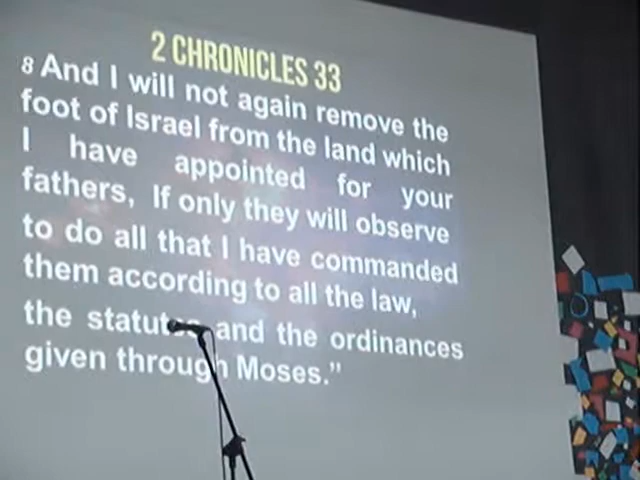 2 CHRONICLES 33
8 And I will not again remove the
foot of Israel from the land which
I have appointed for your
fathers, If only they will observe
to do all that I have commanded
them according to all the law,
the statutes and the ordinances
given through Moses.”